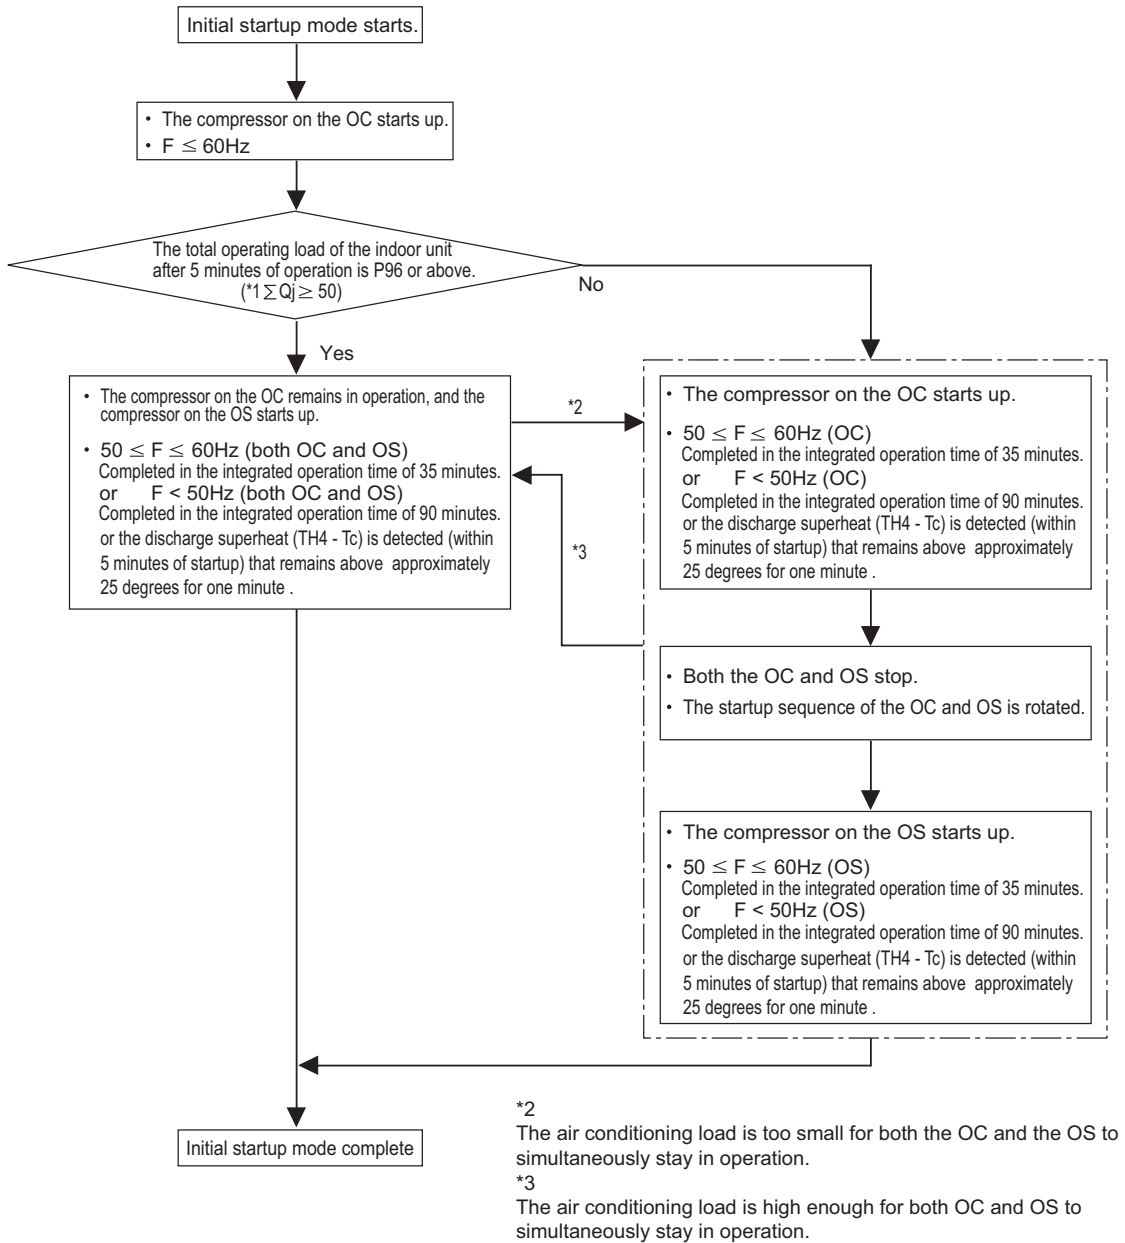 Initial startup mode starts.
• The compressor on the OC starts up.
• F ≤ 60Hz
The total operating load of the indoor unit
after 5 minutes of operation is P96 or above.
(*1∑Qj ≥ 50)
No
Yes
• The compressor on the OC remains in operation, and the
compressor on the OS starts up.
• 50 ≤ F ≤ 60Hz (both OC and OS)
Completed in the integrated operation time of 35 minutes.
or F < 50Hz (both OC and OS)
Completed in the integrated operation time of 90 minutes.
or the discharge superheat (TH4 - Tc) is detected (within
5 minutes of startup) that remains above approximately
25 degrees for one minute .
*2
*3
• The compressor on the OC starts up.
• 50 ≤ F ≤ 60Hz (OC)
Completed in the integrated operation time of 35 minutes.
or F < 50Hz (OC)
Completed in the integrated operation time of 90 minutes.
or the discharge superheat (TH4 - Tc) is detected (within
5 minutes of startup) that remains above approximately
25 degrees for one minute .
• Both the OC and OS stop.
• The startup sequence of the OC and OS is rotated.
• The compressor on the OS starts up.
• 50 ≤ F ≤ 60Hz (OS)
Completed in the integrated operation time of 35 minutes.
or F < 50Hz (OS)
Completed in the integrated operation time of 90 minutes.
or the discharge superheat (TH4 - Tc) is detected (within
5 minutes of startup) that remains above approximately
25 degrees for one minute .
Initial startup mode complete
*2
The air conditioning load is too small for both the OC and the OS to
simultaneously stay in operation.
*3
The air conditioning load is high enough for both OC and OS to
simultaneously stay in operation.